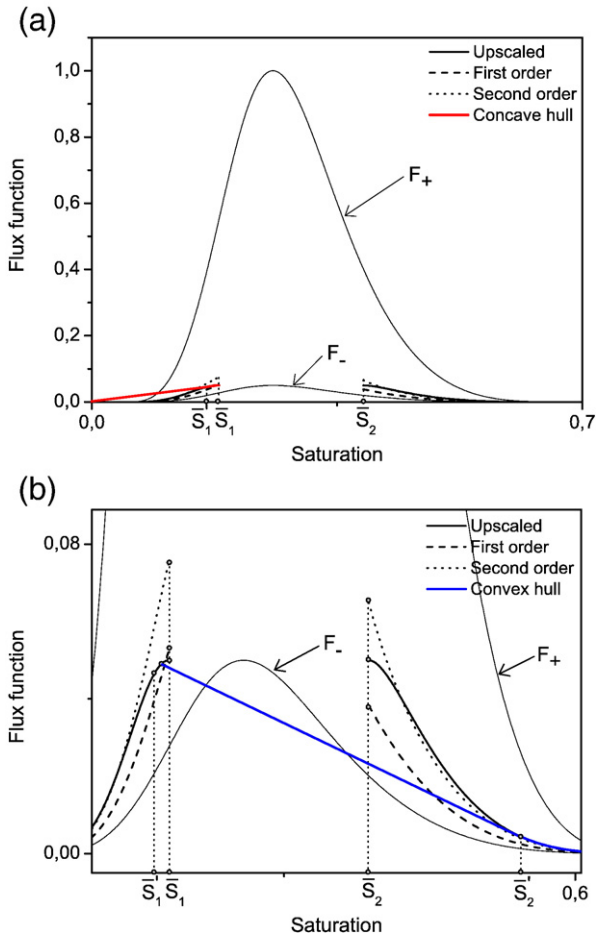 (a)
Upscaled
First order
Second order
Concave hull
1,0
0,8
0,6
0,4
0,2
0,0
Flux function
F+
F-
0,0
S̅'1
S̅1
S̅2
0,7
Saturation
(b)
Upscaled
First order
Second order
Convex hull
0,08
0,00
Flux function
F-
F+
S̅'1
S̅1
S̅2
S̅'2
0,6
Saturation